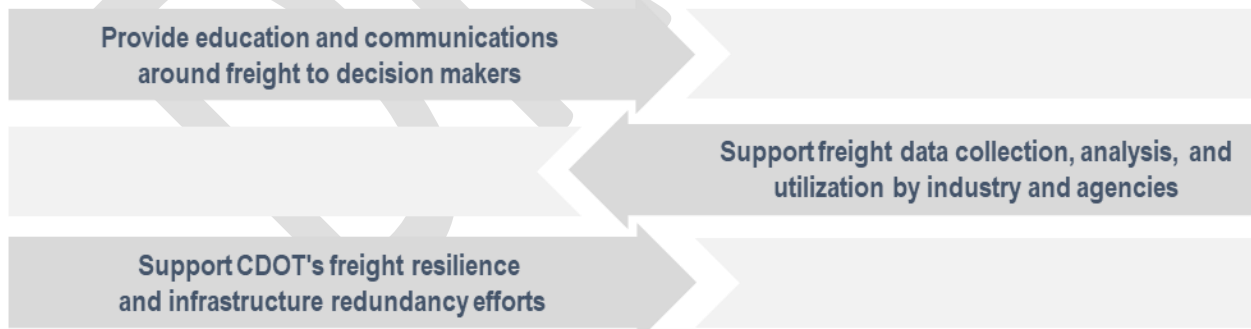 Provide education and communications
around freight to decision makers
Support freight data collection, analysis, and
utilization by industry and agencies
Support CDOT's freight resilience
and infrastructure redundancy efforts